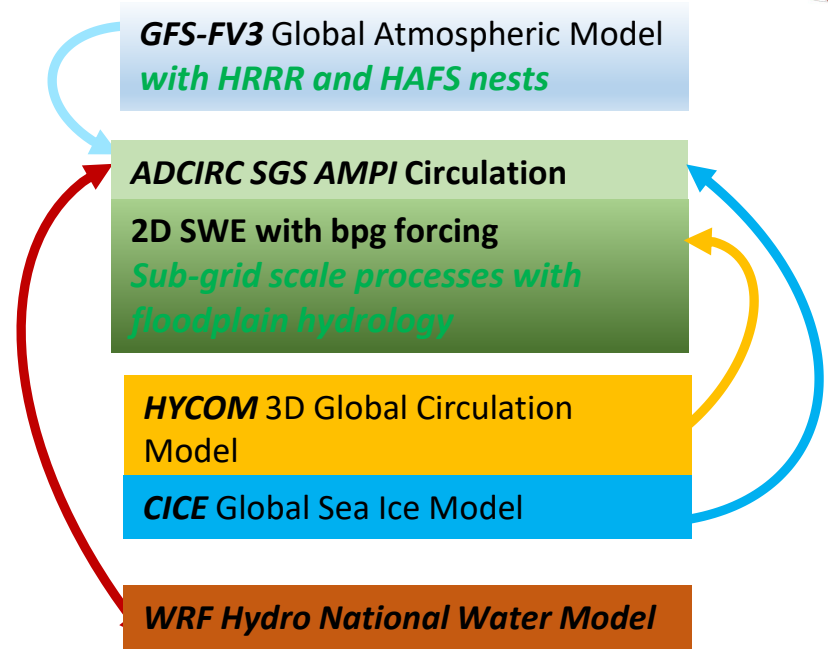 GFS-FV3 Global Atmospheric Model
with HRRR and HAFS nests
ADCIRC SGS AMPI Circulation
2D SWE with bpg forcing
Sub-grid scale processes with
floodplain hydrology
HYCOM 3D Global Circulation
Model
CICE Global Sea Ice Model
WRF Hydro National Water Model